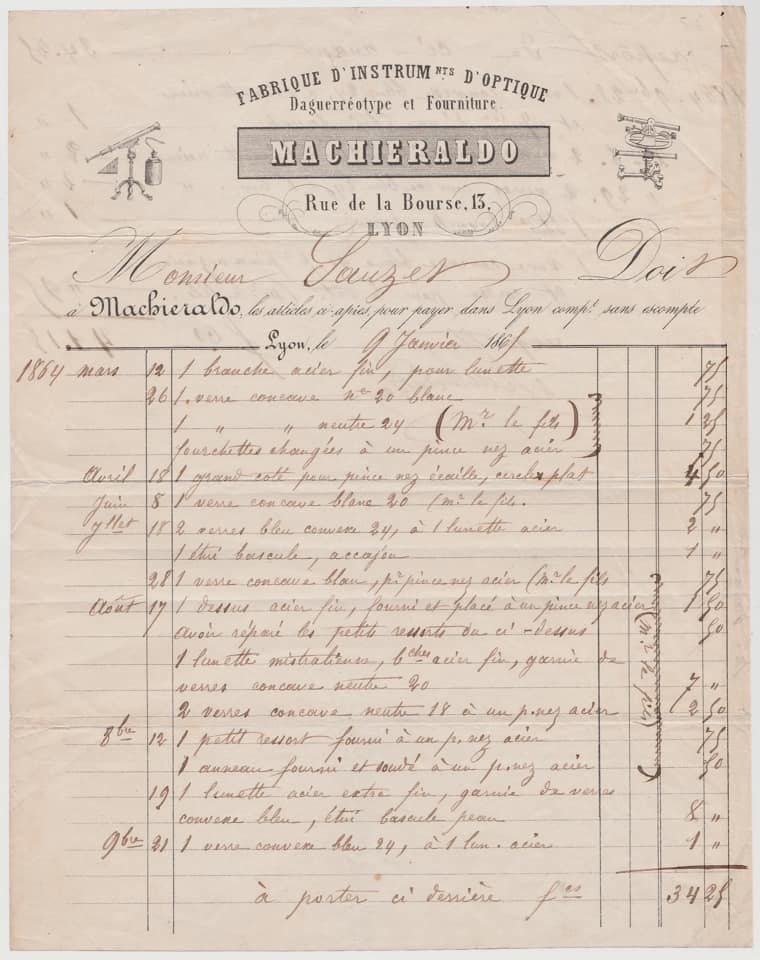 FABRIQUE D'INSTRUM NTS D'OPTIQUE
Daguerréotype et Fourniture.
MACHIERALDO
Rue de la Bourse, 13,
LYON
Monsieur Sauzet Doit
à Machieraldo, les articles ci-après, pour payer dans Lyon compt. sans escompte
Lyon, le 9 Janvier 1865
1864 mars 12 1 branche acier fin, pour lunette 75
26 1. verre concave no 20 blanc 75
1 " " neutre 24 (Mr. le fils) 1 25
fourchettes changées à un pince nez acier 75
Avril 18 1 grand coté pour pince nez écaille, cercle plat 4 50
Juin 8 1 verre concave blanc 20 (mr. le fils. 75
Jllet 18 2 verres bleu convexe 24, à 1 lunette acier 2 "
1 étui bascule, accajou 1 "
28 1 verre concave blan, pr. pince nez acier (Mr. le fils 75
Août 17 1 dessus acier fin, fourni et placé à un pince nez acier 1 50
avoir réparé les petits ressorts du ci-dessus 50
1 lunette mistralienne, bches acier fin, garnie de
verres concave neutre 20 7 "
2 verres concave neutre 18 à un p. nez acier 2 50
8bre 12 1 petit ressort fourni à un p. nez acier 75
1 anneau fourni et soudé à un p. nez acier 50
19 1 lunette acier extra fin, garnie de verres
convexe bleu, étui bascule peau 8 "
9bre 21 1 verre convexe bleu 24, à 1 lun. acier 1 "
à porter ci derrière fcs 34 25